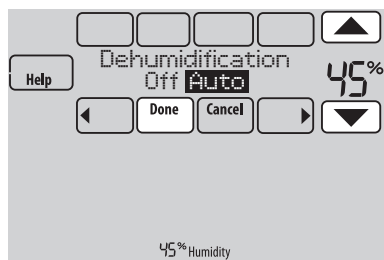 Dehumidification
Help
Off Auto
45%
Done Cancel
45% Humidity